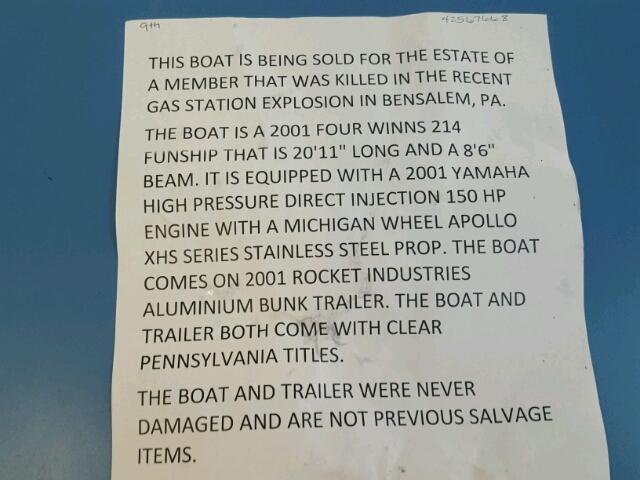 9th 42567668
THIS BOAT IS BEING SOLD FOR THE ESTATE OF
A MEMBER THAT WAS KILLED IN THE RECENT
GAS STATION EXPLOSION IN BENSALEM, PA.
THE BOAT IS A 2001 FOUR WINNS 214
FUNSHIP THAT IS 20'11" LONG AND A 8'6"
BEAM. IT IS EQUIPPED WITH A 2001 YAMAHA
HIGH PRESSURE DIRECT INJECTION 150 HP
ENGINE WITH A MICHIGAN WHEEL APOLLO
XHS SERIES STAINLESS STEEL PROP. THE BOAT
COMES ON 2001 ROCKET INDUSTRIES
ALUMINIUM BUNK TRAILER. THE BOAT AND
TRAILER BOTH COME WITH CLEAR
PENNSYLVANIA TITLES.
THE BOAT AND TRAILER WERE NEVER
DAMAGED AND ARE NOT PREVIOUS SALVAGE
ITEMS.